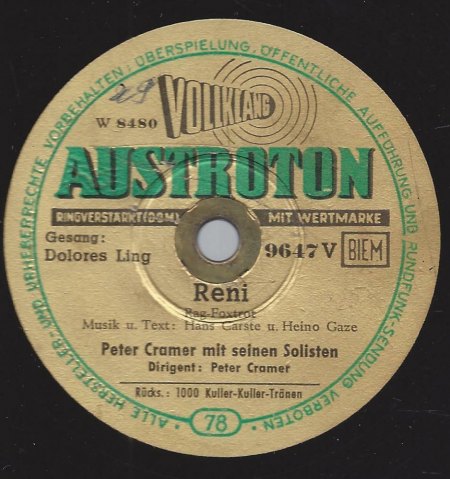 ALLE HERSTELLER- UND MEHRERRECHTE VORBEHALTEN, ÜBERSPIELUNG, ÖFFENTLICHE AUFFÜHRUNG UND RUNDFUNK-SENDUNG VERBOTEN
29
W 8480
VOLLKLANG
AUSTROTON
RINGVERSTÄRKT MIT WERTMARKE
Gesang:
Dolores Ling 9647 V BIEM
Reni
Rag-Foxtrot
Musik u. Text: Hans Carste u. Heino Gaze
Peter Cramer mit seinen Solisten
Dirigent: Peter Cramer
Rücks.: 1000 Kuller-Kuller-Tränen
78